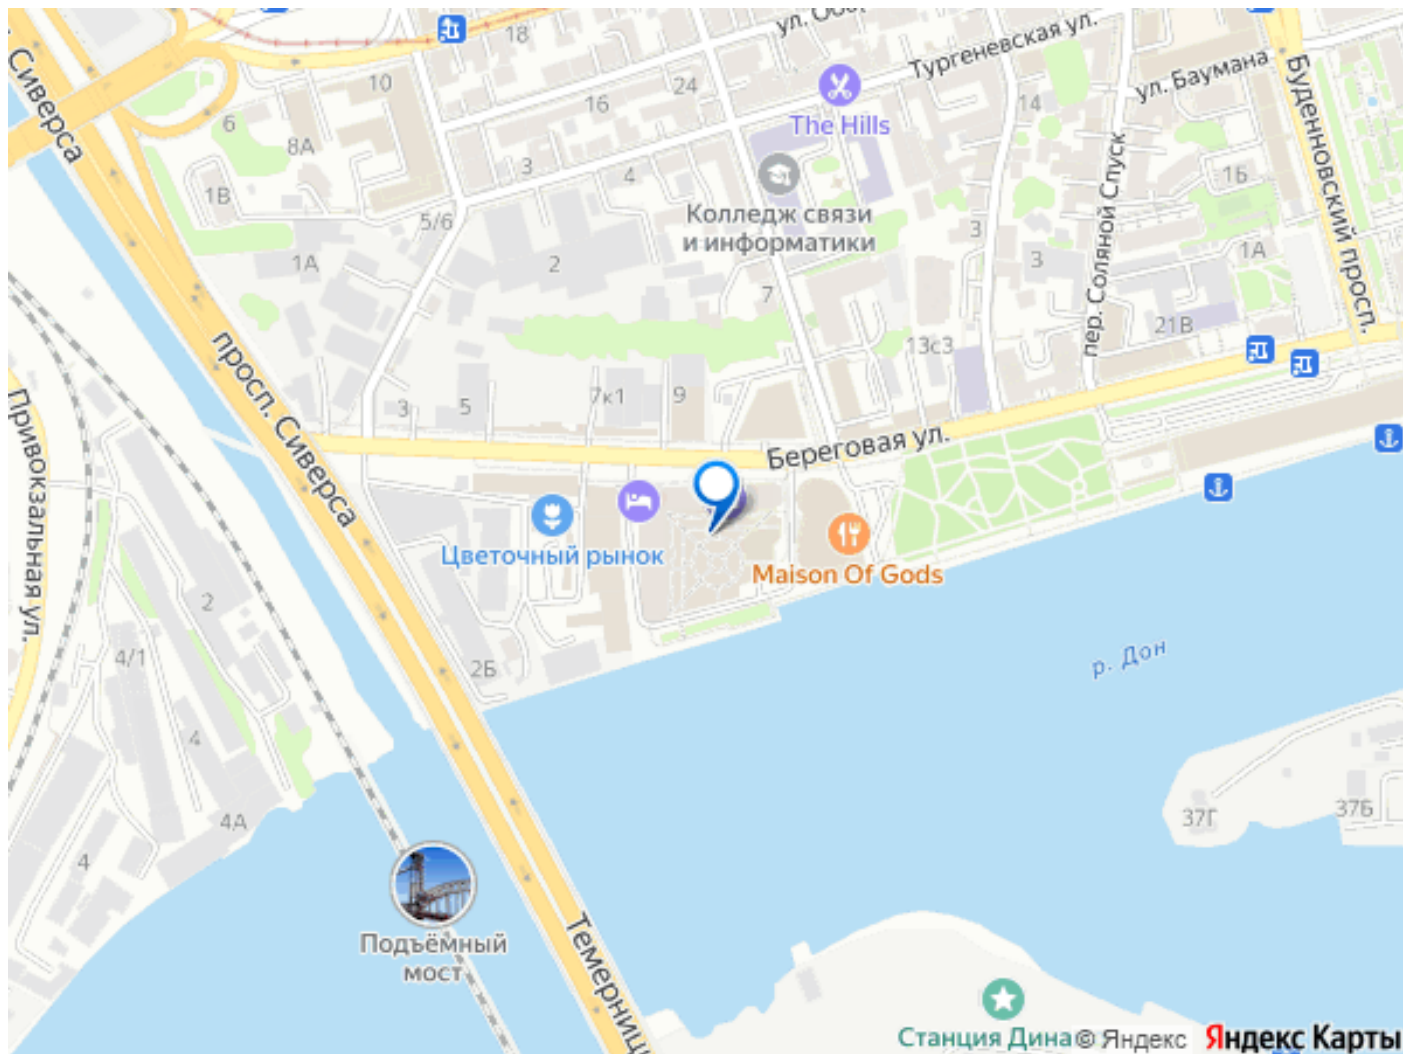 18
ул. Обо
Тургеневская ул.
ул. Баумана
Буденновский просп.
Сиверса
10
24
16
14
6
8А
The Hills
3
4
1В
1Б
5/6
Колледж связи
и информатики
пер. Соляной Спуск
3
3
1А
1А
2
7
21В
13с3
просп. Сиверса
Привокзальная ул.
3
5
7к1
9
Береговая ул.
Цветочный рынок
Maison Of Gods
2
4/1
2Б
р. Дон
4
4А
4
37Г
37Б
Подъёмный
мост
Темерниц
Станция Дина
© Яндекс
Яндекс Карты